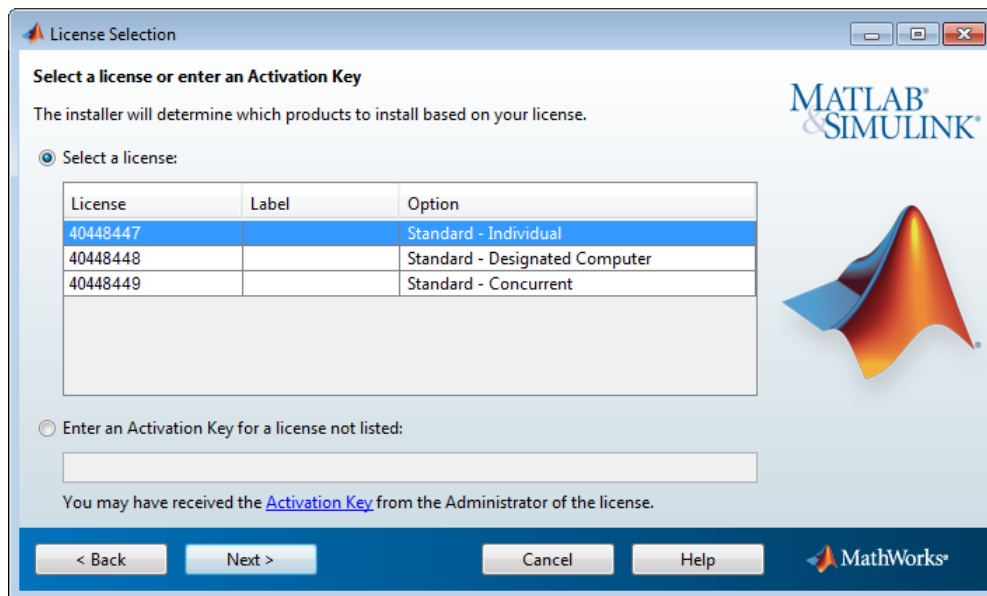 License Selection
Select a license or enter an Activation Key
The installer will determine which products to install based on your license.
MATLAB®
&SIMULINK®
Select a license:
License Label Option
40448447 Standard - Individual
40448448 Standard - Designated Computer
40448449 Standard - Concurrent
Enter an Activation Key for a license not listed:
You may have received the Activation Key from the Administrator of the license.
< Back Next > Cancel Help MathWorks®